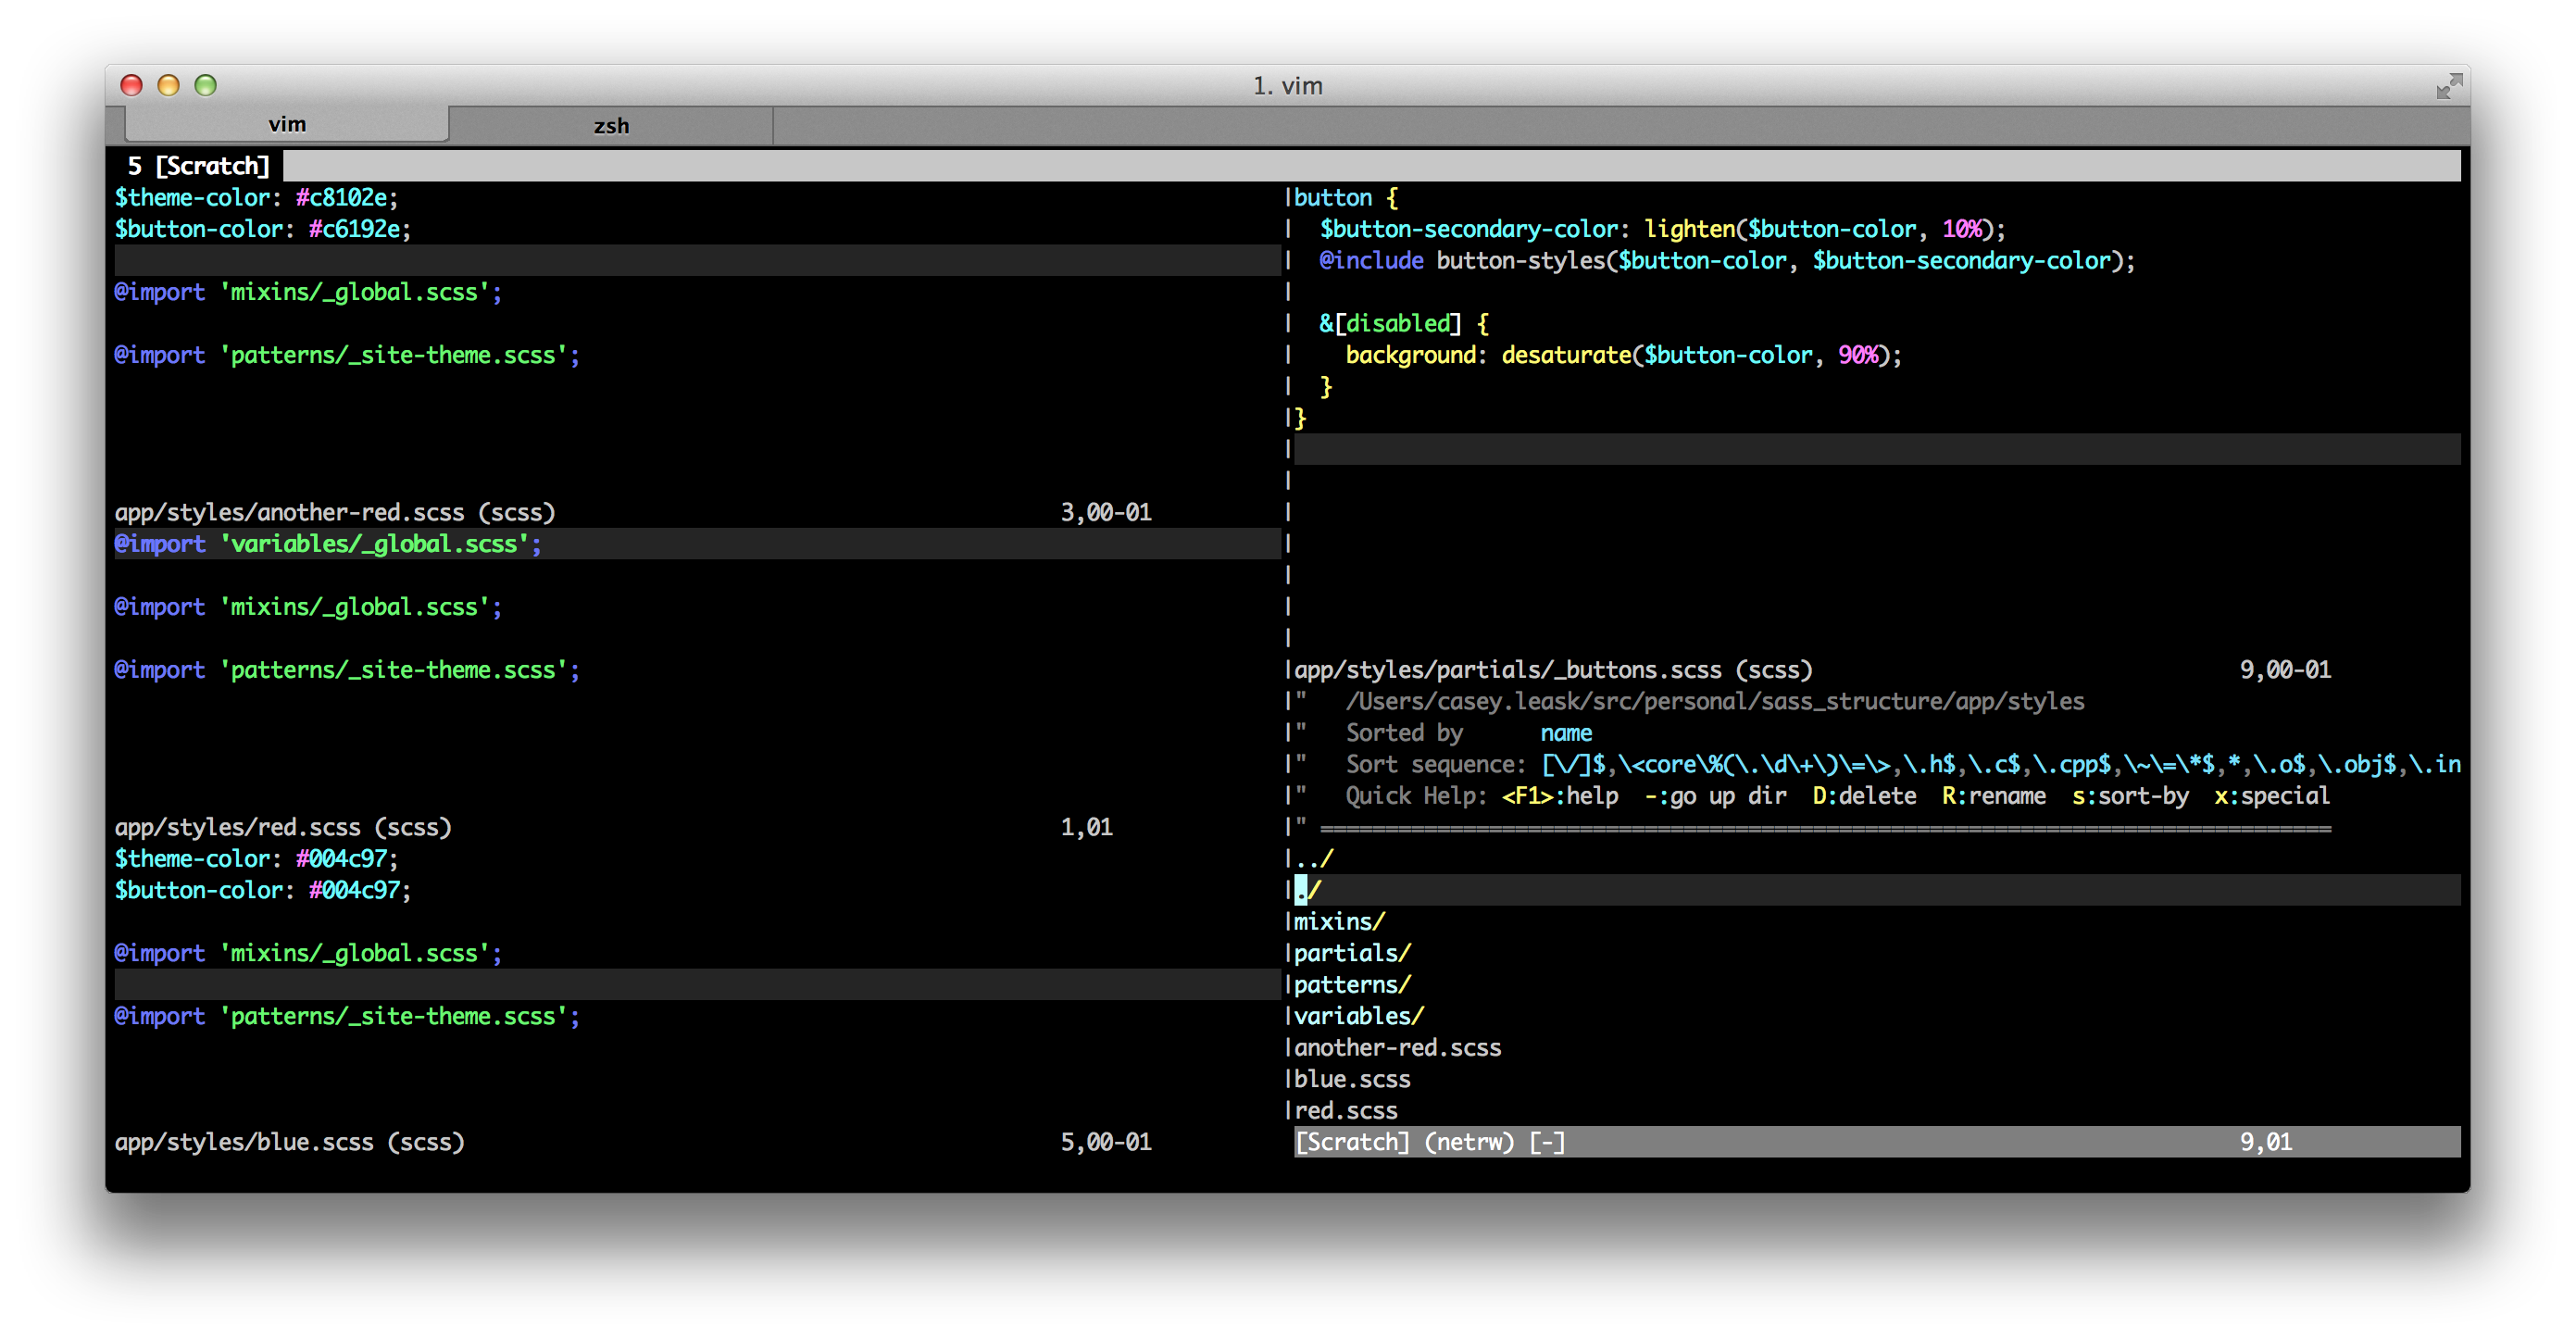 1. vim
vim
zsh
5 [Scratch]
$theme-color: #c8102e;
$button-color: #c6192e;
@import 'mixins/_global.scss';
@import 'patterns/_site-theme.scss';
app/styles/another-red.scss (scss) 3,00-01
@import 'variables/_global.scss';
@import 'mixins/_global.scss';
@import 'patterns/_site-theme.scss';
app/styles/red.scss (scss) 1,01
$theme-color: #004c97;
$button-color: #004c97;
@import 'mixins/_global.scss';
@import 'patterns/_site-theme.scss';
app/styles/blue.scss (scss) 5,00-01
button {
$button-secondary-color: lighten($button-color, 10%);
@include button-styles($button-color, $button-secondary-color);
&[disabled] {
background: desaturate($button-color, 90%);
}
}
app/styles/partials/_buttons.scss (scss) 9,00-01
" /Users/casey.leask/src/personal/sass_structure/app/styles
" Sorted by name
" Sort sequence: [\/]$,\<core\%(\.\d\+\)\=\>,\.h$,\.c$,\.cpp$,\~\=\*$,*,\.o$,\.obj$,\.in
" Quick Help: <F1>:help -:go up dir D:delete R:rename s:sort-by x:special
" ==============================================================================
../
./
mixins/
partials/
patterns/
variables/
another-red.scss
blue.scss
red.scss
[Scratch] (netrw) [-] 9,01